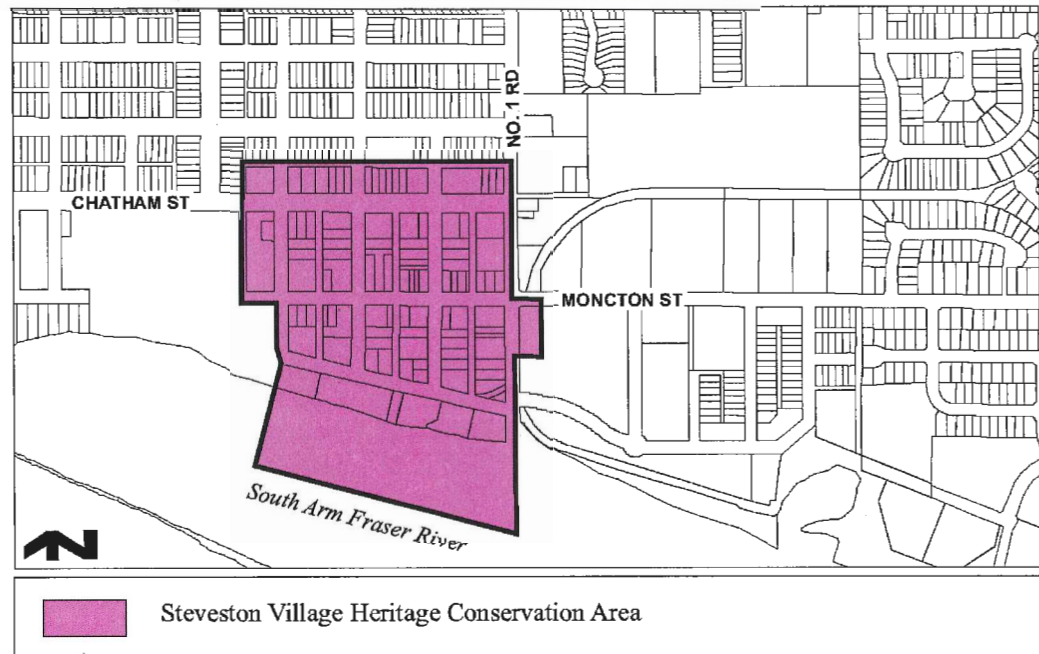 NO. 1 RD
CHATHAM ST
MONCTON ST
South Arm Fraser River
N
Steveston Village Heritage Conservation Area